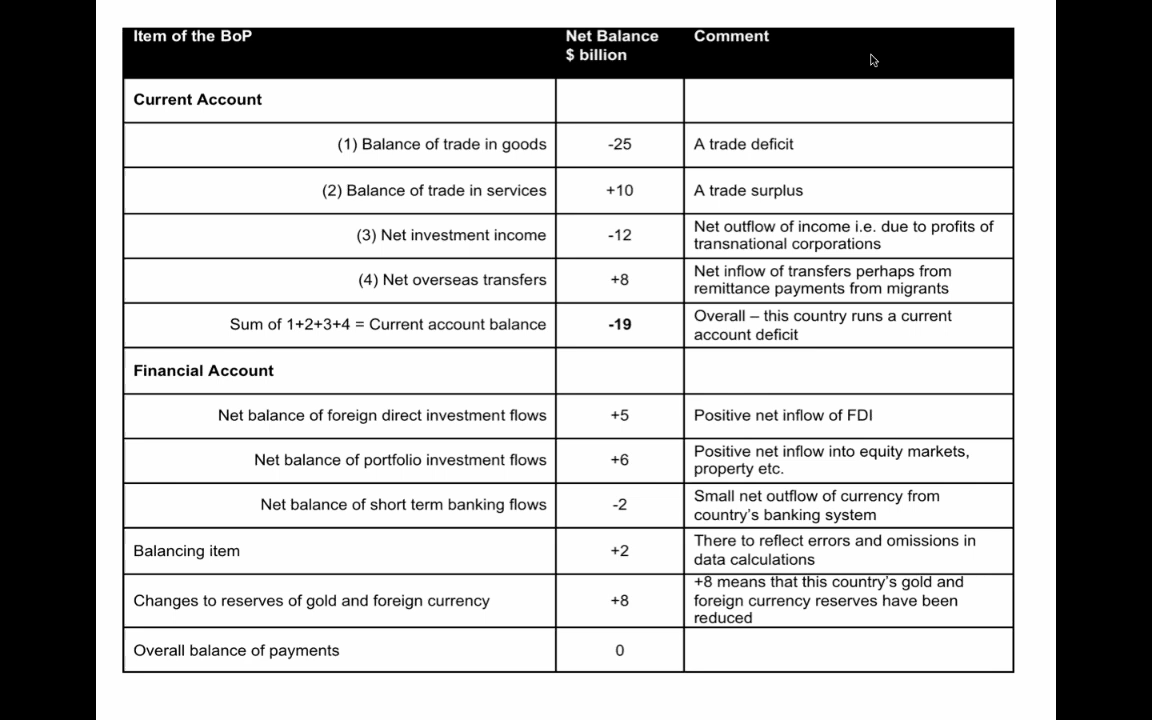 Item of the BoP
Net Balance
$ billion
Comment
Current Account
(1) Balance of trade in goods
-25
A trade deficit
(2) Balance of trade in services
+10
A trade surplus
(3) Net investment income
-12
Net outflow of income i.e. due to profits of
transnational corporations
(4) Net overseas transfers
+8
Net inflow of transfers perhaps from
remittance payments from migrants
Sum of 1+2+3+4 = Current account balance
-19
Overall – this country runs a current
account deficit
Financial Account
Net balance of foreign direct investment flows
+5
Positive net inflow of FDI
Net balance of portfolio investment flows
+6
Positive net inflow into equity markets,
property etc.
Net balance of short term banking flows
-2
Small net outflow of currency from
country's banking system
Balancing item
+2
There to reflect errors and omissions in
data calculations
Changes to reserves of gold and foreign currency
+8
+8 means that this country's gold and
foreign currency reserves have been
reduced
Overall balance of payments
0